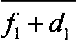 \overline{f_1 + d_1}